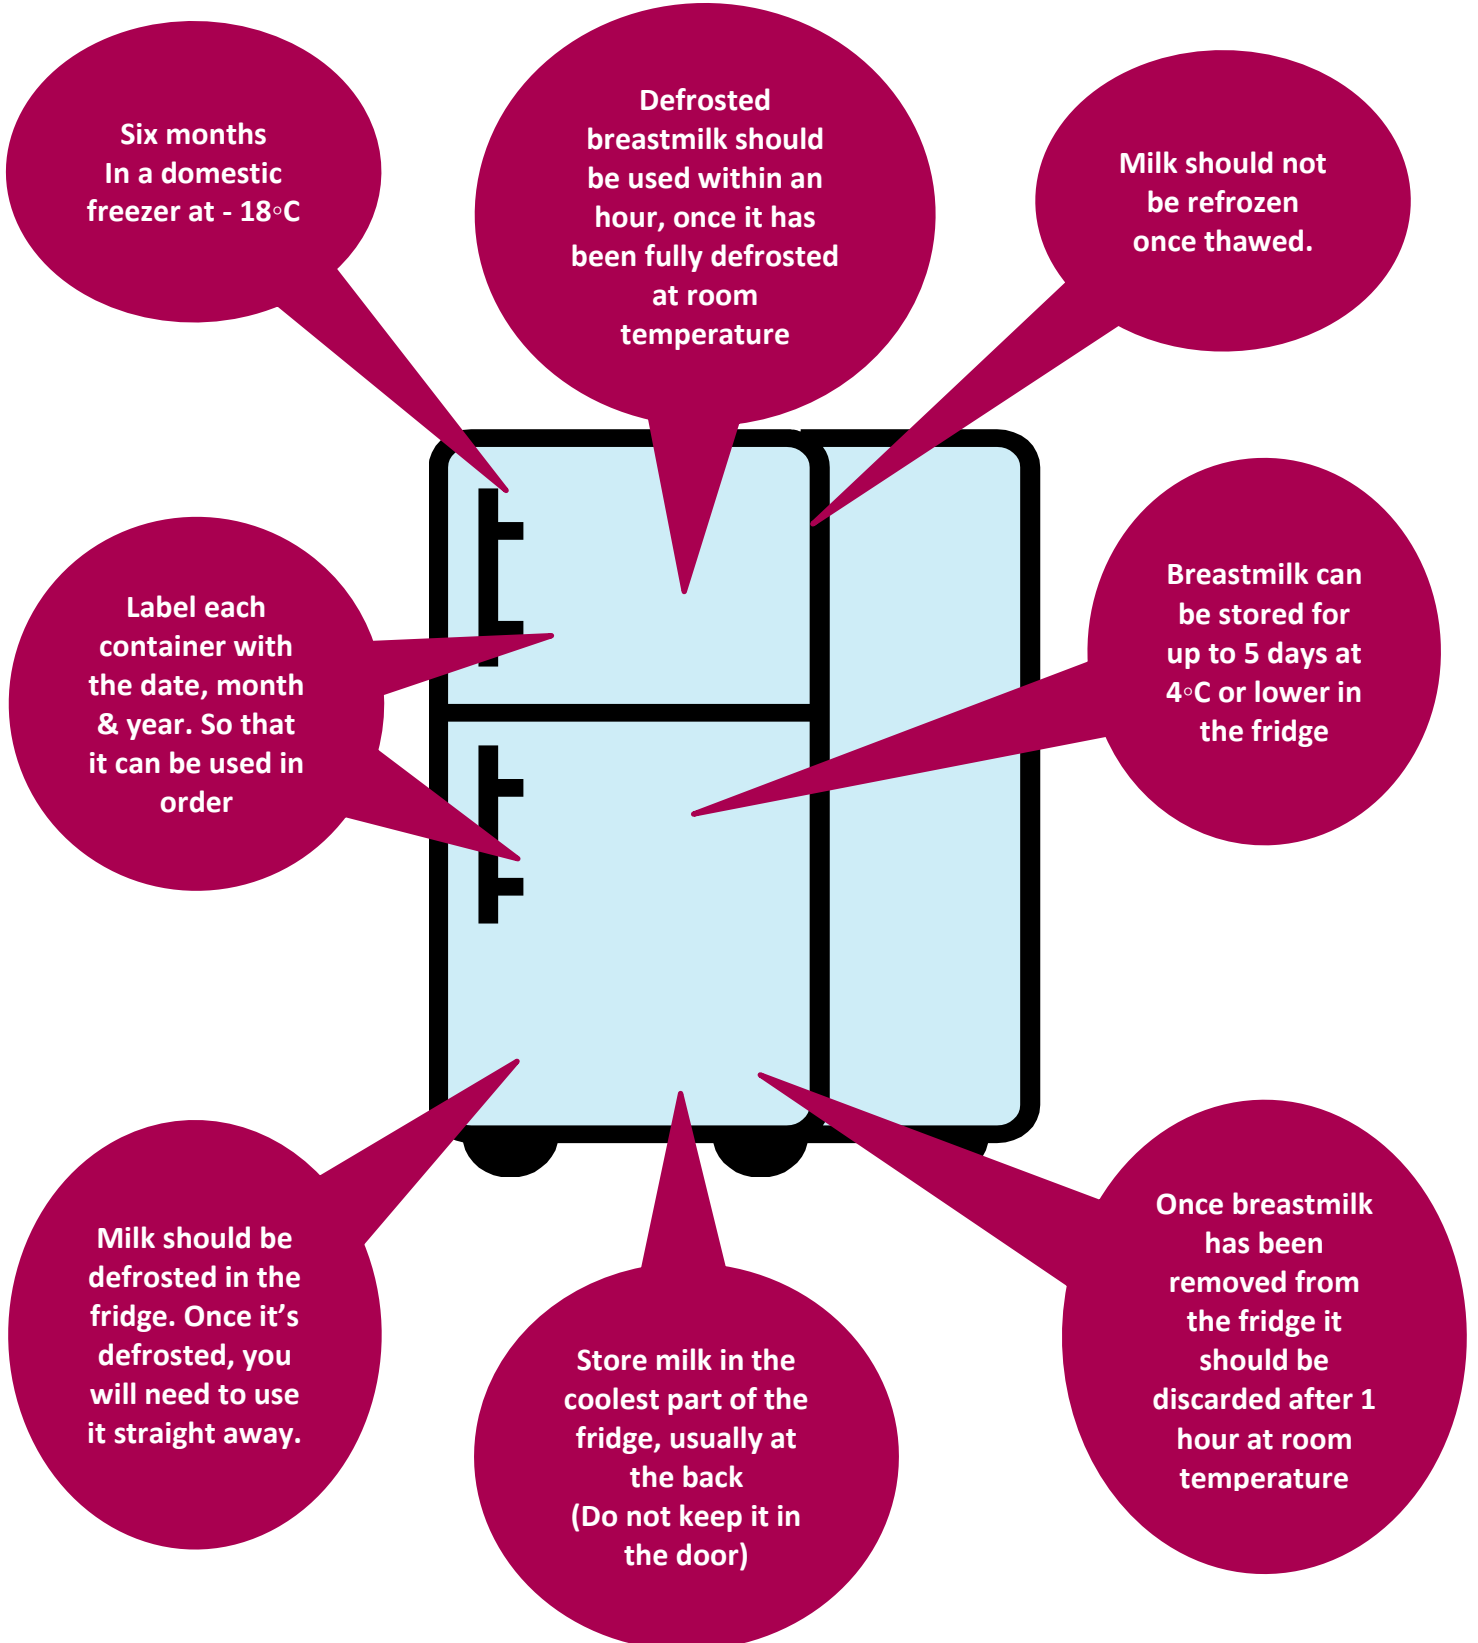 Six months
In a domestic
freezer at - 18◦C
Defrosted
breastmilk should
be used within an
hour, once it has
been fully defrosted
at room
temperature
Milk should not
be refrozen
once thawed.
Label each
container with
the date, month
& year. So that
it can be used in
order
Breastmilk can
be stored for
up to 5 days at
4◦C or lower in
the fridge
Milk should be
defrosted in the
fridge. Once it’s
defrosted, you
will need to use
it straight away.
Store milk in the
coolest part of the
fridge, usually at
the back
(Do not keep it in
the door)
Once breastmilk
has been
removed from
the fridge it
should be
discarded after 1
hour at room
temperature